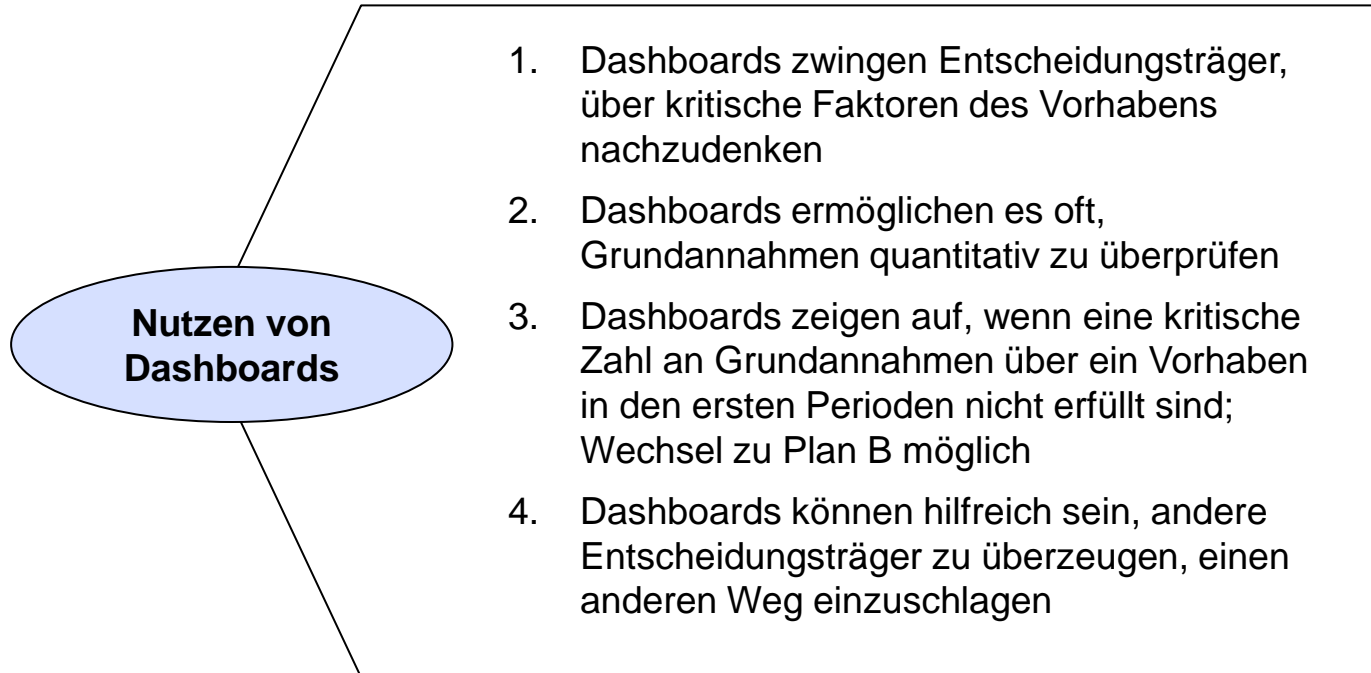 Nutzen von
Dashboards
1. Dashboards zwingen Entscheidungsträger,
über kritische Faktoren des Vorhabens
nachzudenken
2. Dashboards ermöglichen es oft,
Grundannahmen quantitativ zu überprüfen
3. Dashboards zeigen auf, wenn eine kritische
Zahl an Grundannahmen über ein Vorhaben
in den ersten Perioden nicht erfüllt sind;
Wechsel zu Plan B möglich
4. Dashboards können hilfreich sein, andere
Entscheidungsträger zu überzeugen, einen
anderen Weg einzuschlagen